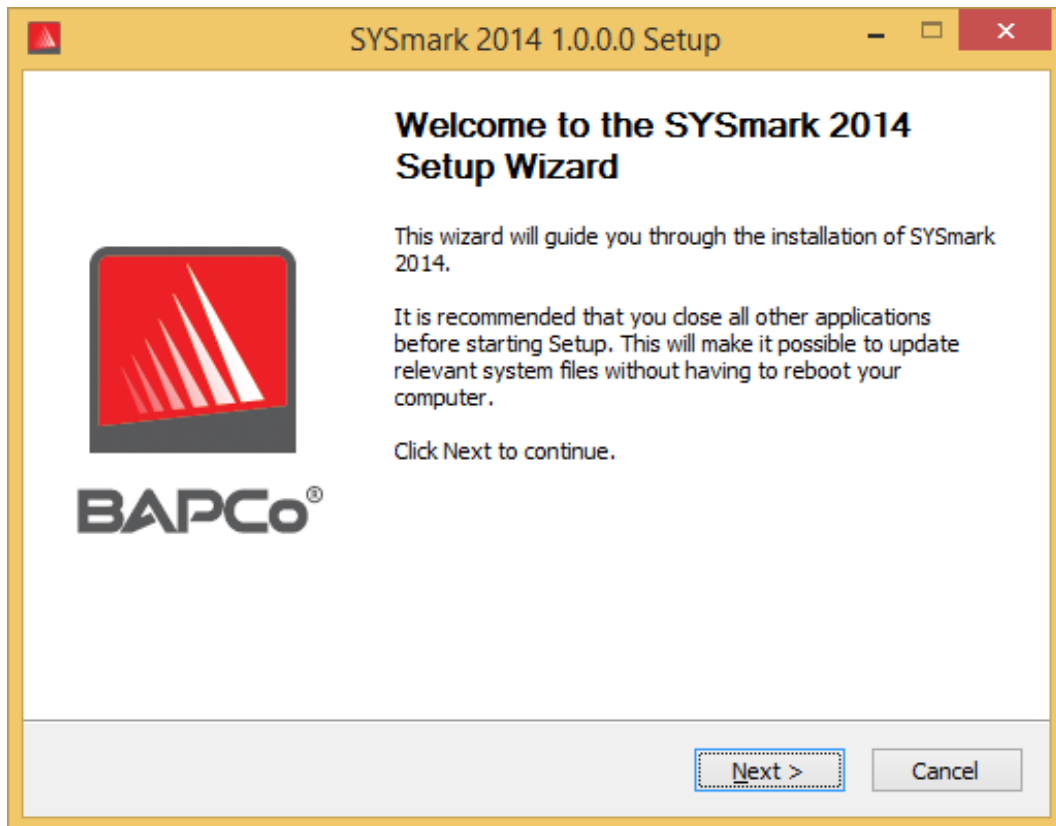 SYSmark 2014 1.0.0.0 Setup
Welcome to the SYSmark 2014
Setup Wizard
This wizard will guide you through the installation of SYSmark
2014.
It is recommended that you close all other applications
before starting Setup. This will make it possible to update
relevant system files without having to reboot your
computer.
Click Next to continue.
BAPCo®
Next >
Cancel